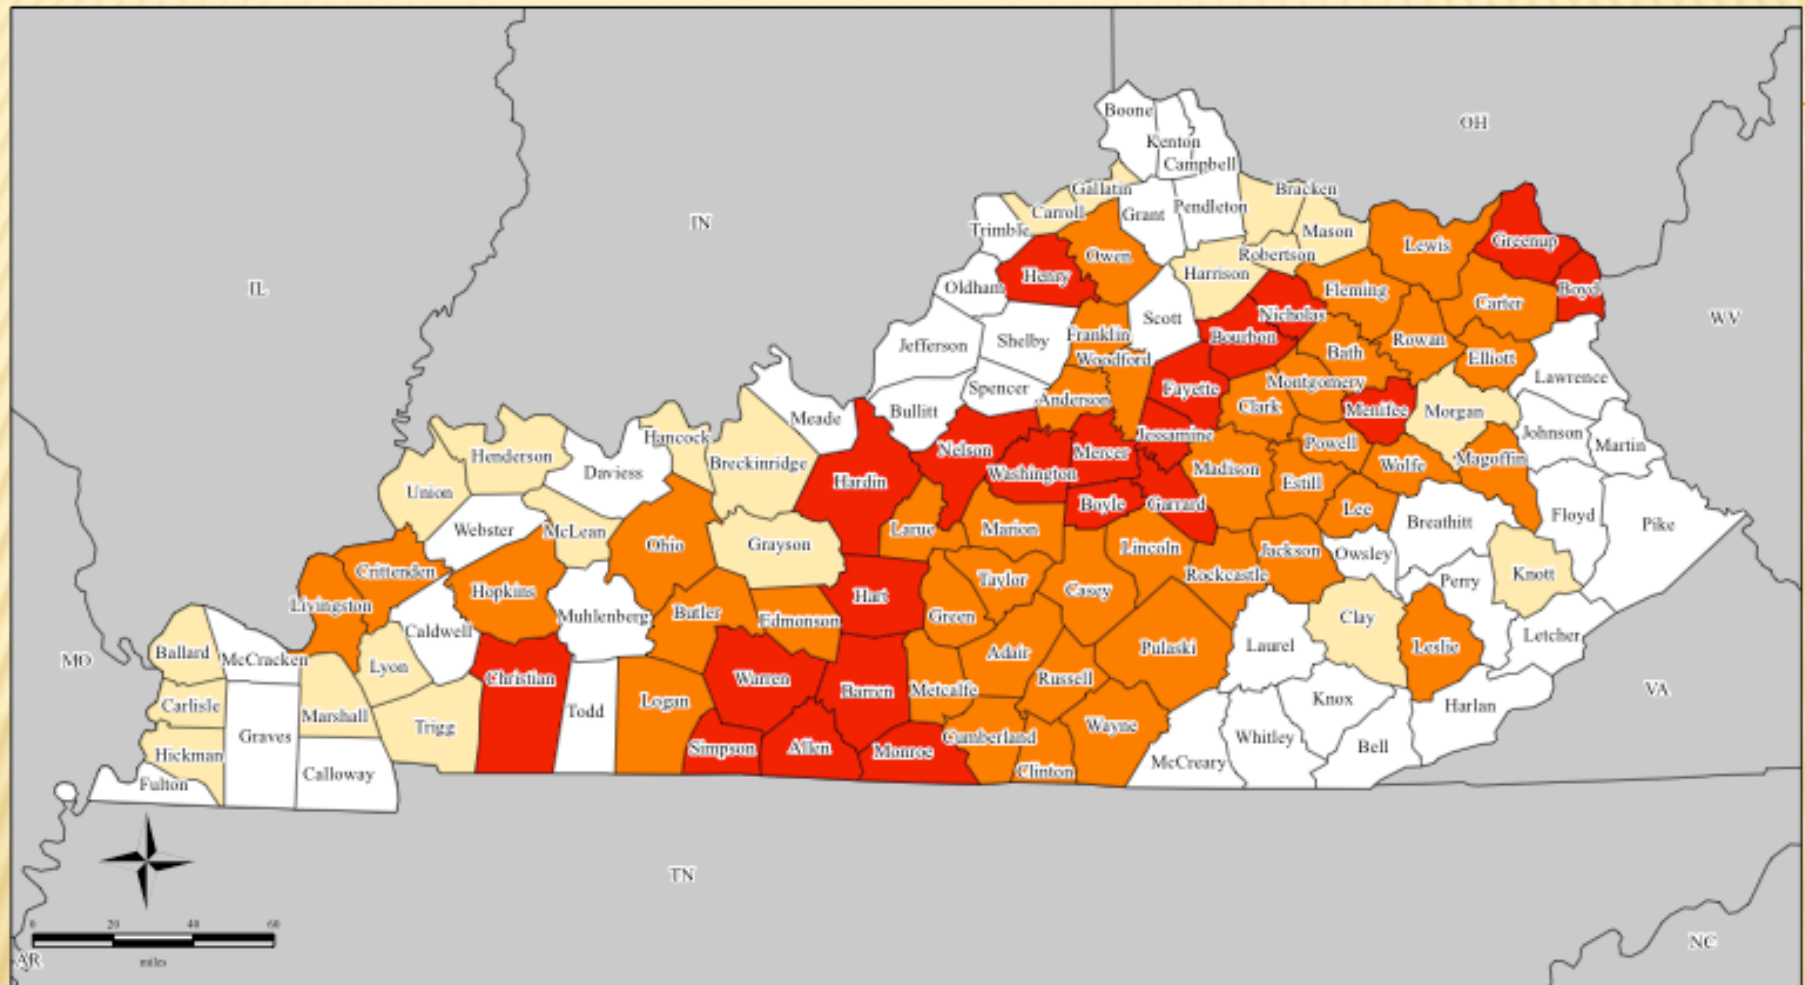 Boone
OH
Kenton
Campbell
Gallatin
Bracken
Carroll
Grant
Pendleton
IN
Trimble
Mason
Lewis
Greenup
Owen
Robertson
Henry
Harrison
IL
Oldham
Fleming
Boyd
Carter
Nicholas
WV
Scott
Franklin
Bourbon
Rowan
Shelby
Jefferson
Bath
Woodford
Elliott
Lawrence
Montgomery
Spencer
Fayette
Anderson
Clark
Menifee
Morgan
Bullitt
Meade
Johnson
Jessamine
Hancock
Powell
Martin
Nelson
Mercer
Henderson
Breckinridge
Magoffin
Wolfe
Madison
Daviess
Washington
Hardin
Estill
Union
Boyle
Garrard
Lee
Floyd
Breathitt
Pike
Webster
McLean
Larue
Marion
Ohio
Grayson
Lincoln
Jackson
Owsley
Crittenden
Rockcastle
Knott
Taylor
Perry
Hopkins
Casey
Hart
Livingston
Butler
Muhlenberg
Green
Clay
Edmonson
Caldwell
Letcher
Ballard
McCracken
Adair
Pulaski
Laurel
Leslie
MO
Lyon
Christian
Warren
Russell
Barren
Metcalfe
VA
Knox
Logan
Carlisle
Harlan
Todd
Marshall
Trigg
Wayne
Graves
Cumberland
Whitley
Simpson
Allen
Bell
Monroe
Hickman
McCreary
Clinton
Calloway
Fulton
TN
0 20 40 60
miles
NC
AR